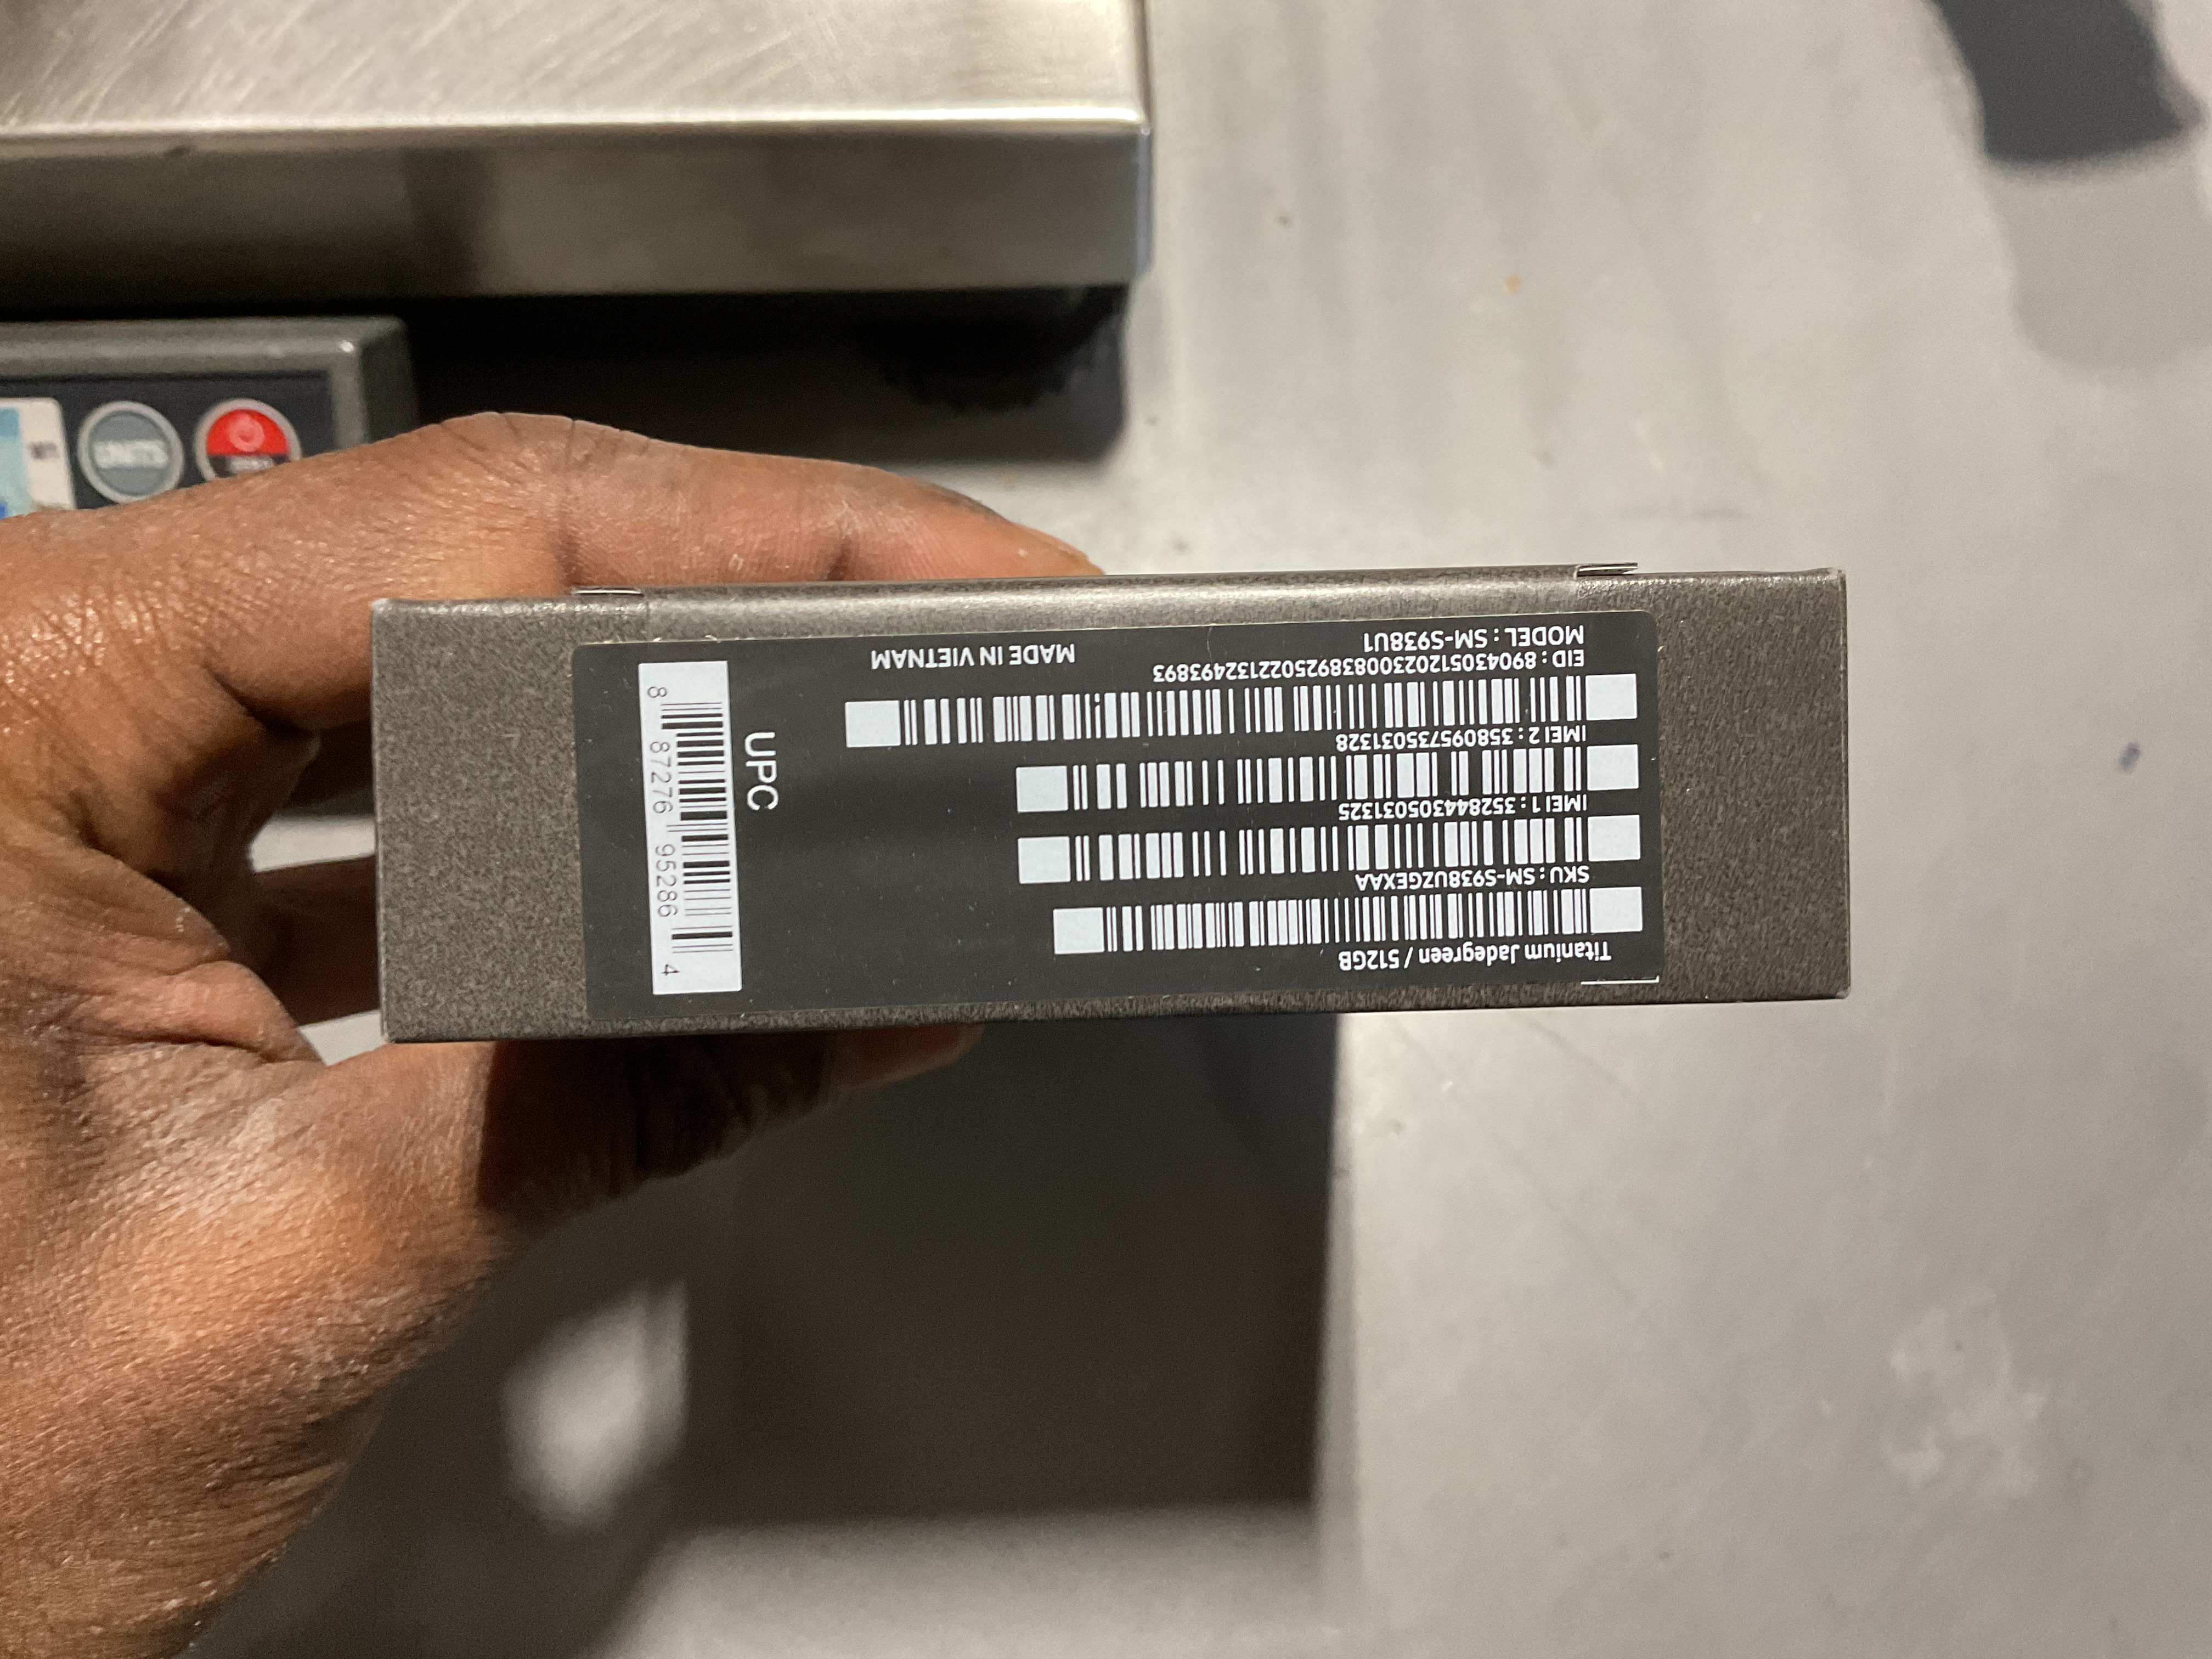 Titanium Jadegreen / 512GB
SKU : SM-S938UZGEXAA
IMEI 1 : 352844305031325
IMEI 2 : 358095735031328
EID : 89043051202300838925022132493893
MODEL : SM-S938U1
MADE IN VIETNAM
UPC
8 87276 95286 4
UNITS